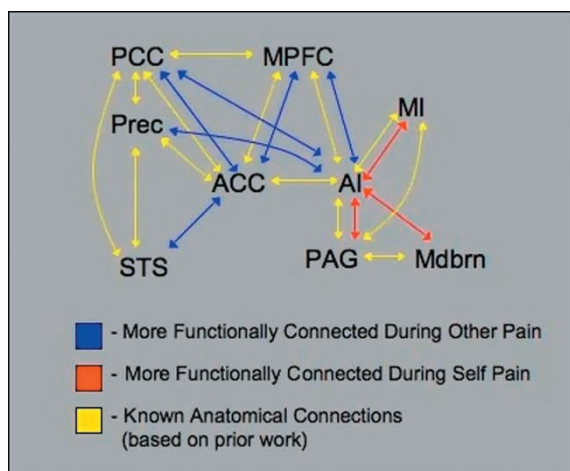 PCC
MPFC
MI
Prec
ACC
AI
STS
PAG
Mdbrn
- More Functionally Connected During Other Pain
- More Functionally Connected During Self Pain
- Known Anatomical Connections
(based on prior work)